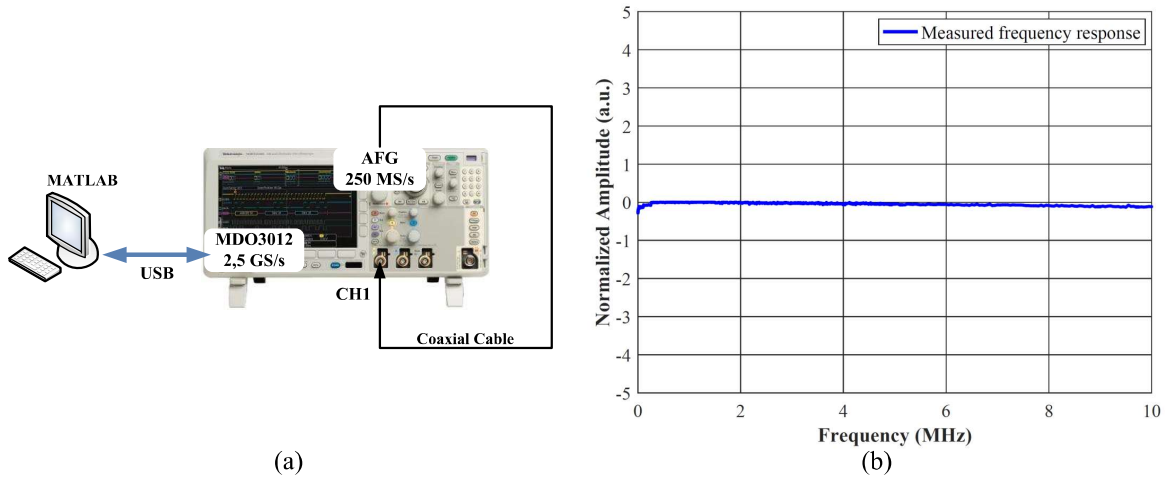 MATLAB
USB
AFG
250 MS/s
MDO3012
2,5 GS/s
CH1
Coaxial Cable
(a)
Measured frequency response
Normalized Amplitude (a.u.)
5
4
3
2
1
0
-1
-2
-3
-4
-5
0
2
4
6
8
10
Frequency (MHz)
(b)